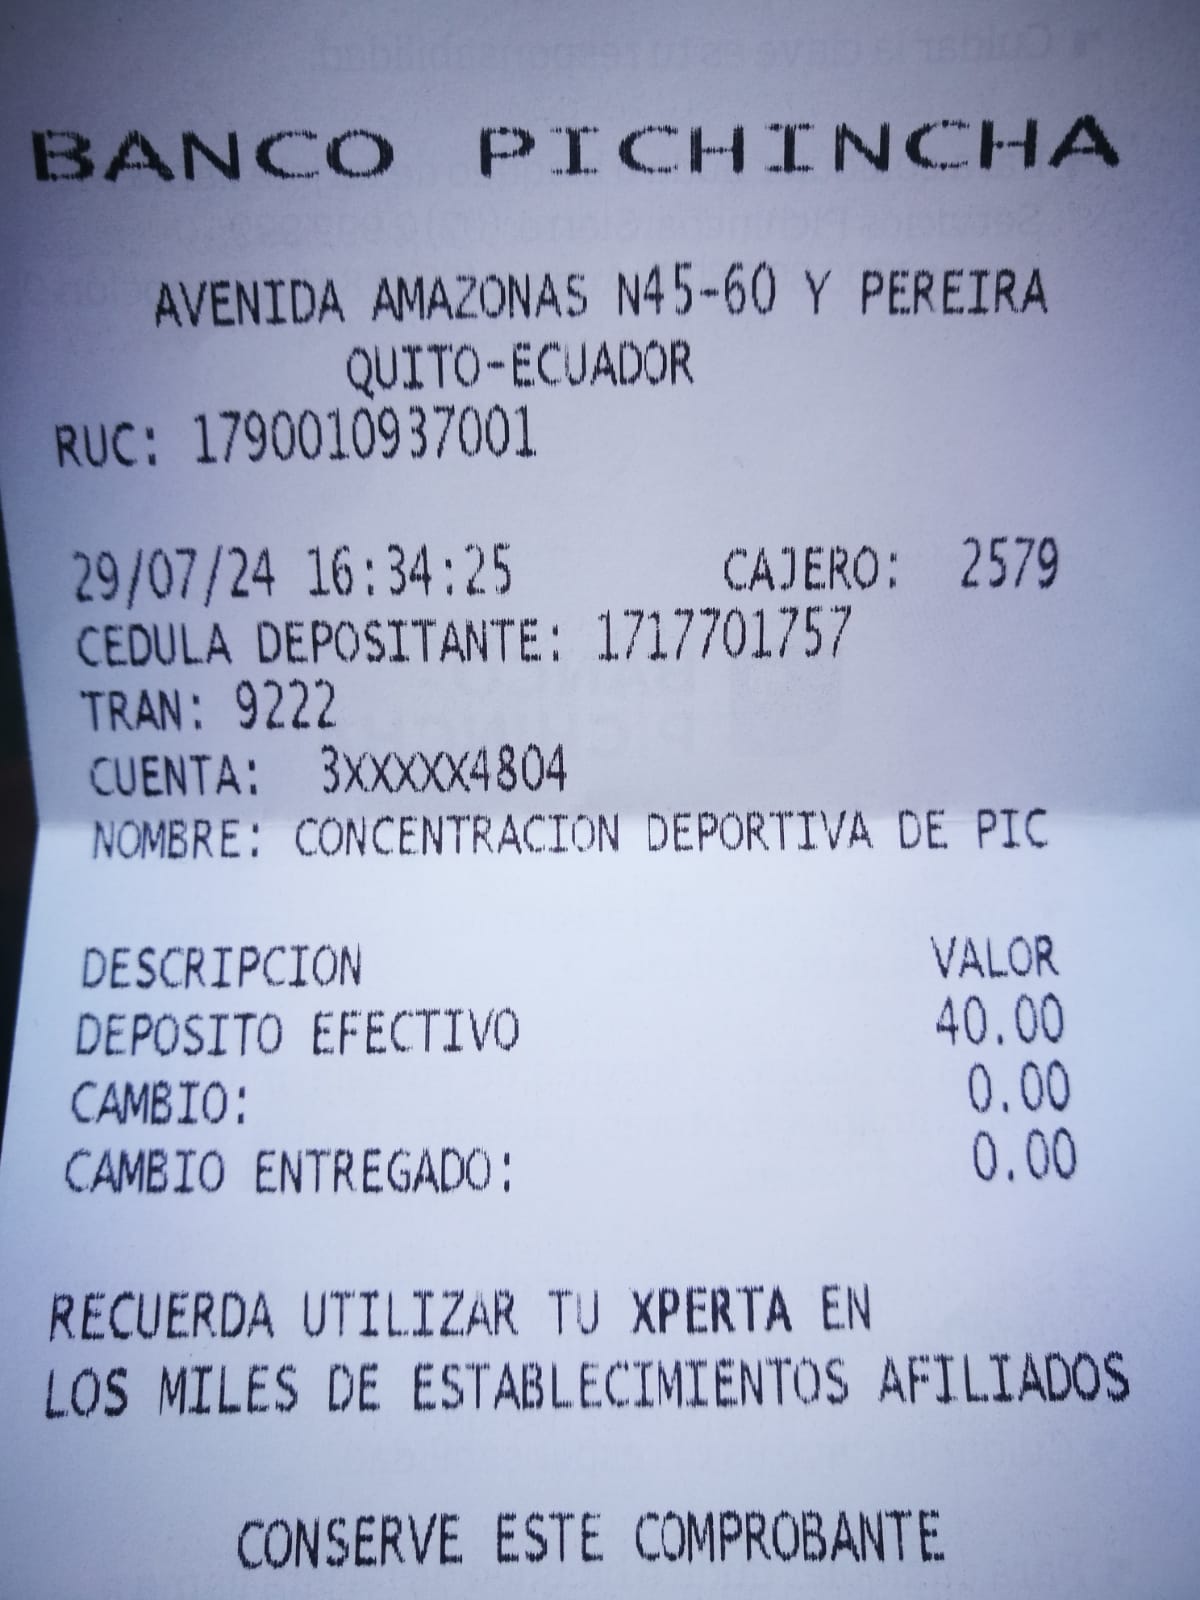 BANCO PICHINCHA
AVENIDA AMAZONAS N45-60 Y PEREIRA
QUITO-ECUADOR
RUC: 1790010937001
29/07/24 16:34:25 CAJERO: 2579
CEDULA DEPOSITANTE: 1717701757
TRAN: 9222
CUENTA: 3XXXXX4804
NOMBRE: CONCENTRACION DEPORTIVA DE PIC
DESCRIPCION VALOR
DEPOSITO EFECTIVO 40.00
CAMBIO: 0.00
CAMBIO ENTREGADO: 0.00
RECUERDA UTILIZAR TU XPERTA EN
LOS MILES DE ESTABLECIMIENTOS AFILIADOS
CONSERVE ESTE COMPROBANTE